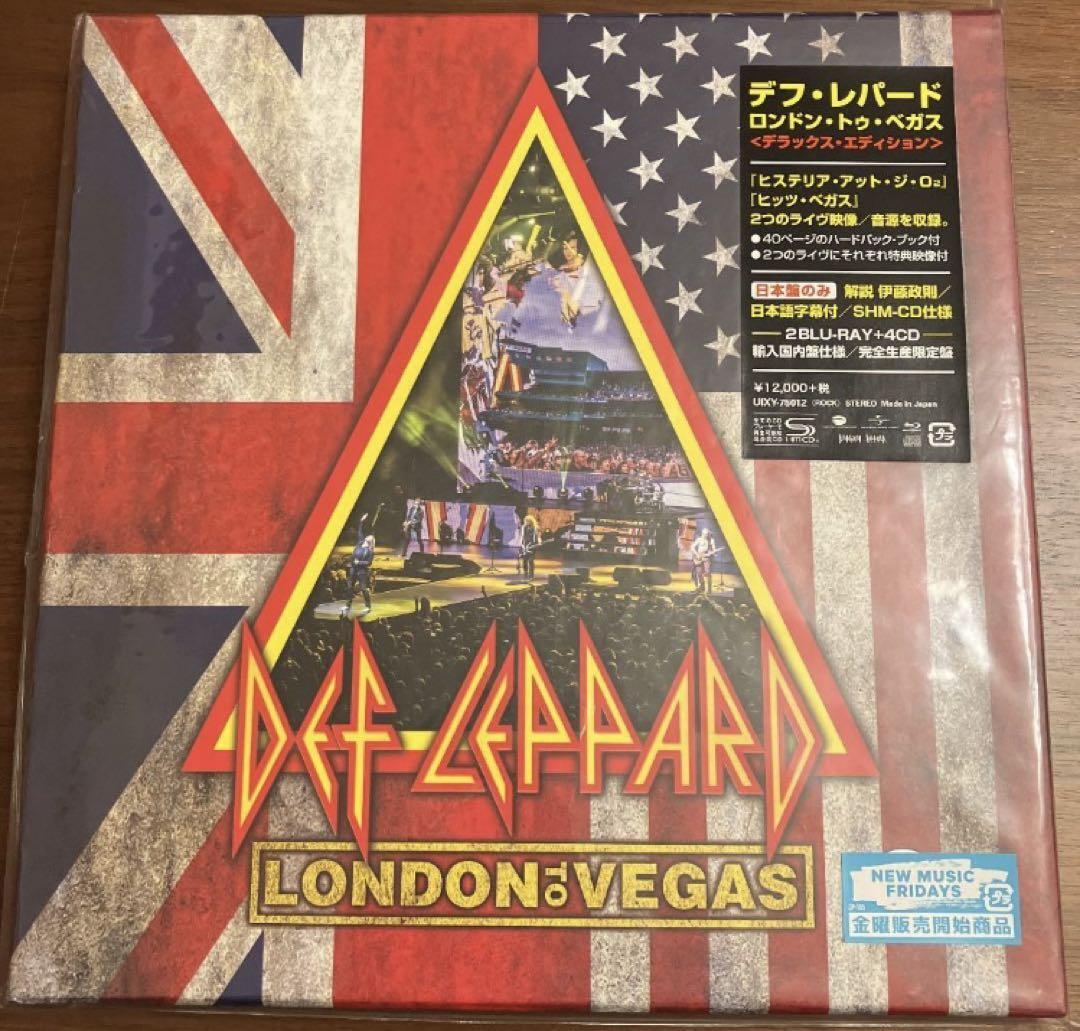 デフ・レパード
ロンドン・トゥ・ベガス
<デラックス・エディション>
『ヒステリア・アット・ジ・O2』
『ヒッツ・ベガス』
2つのライヴ映像／音源を収録。
●40ページのハードバック・ブック付
●2つのライヴにそれぞれ特典映像付
日本盤のみ 解説 伊藤政則／
日本語字幕付／SHM-CD仕様
2BLU-RAY+4CD
輸入国内盤仕様／完全生産限定盤
¥12,000+税
UIXY-75012 (ROCK) STEREO Made in Japan
プラ
DEF LEPPARD
LONDON TO VEGAS
NEW MUSIC
FRIDAYS
プラ
金曜販売開始商品